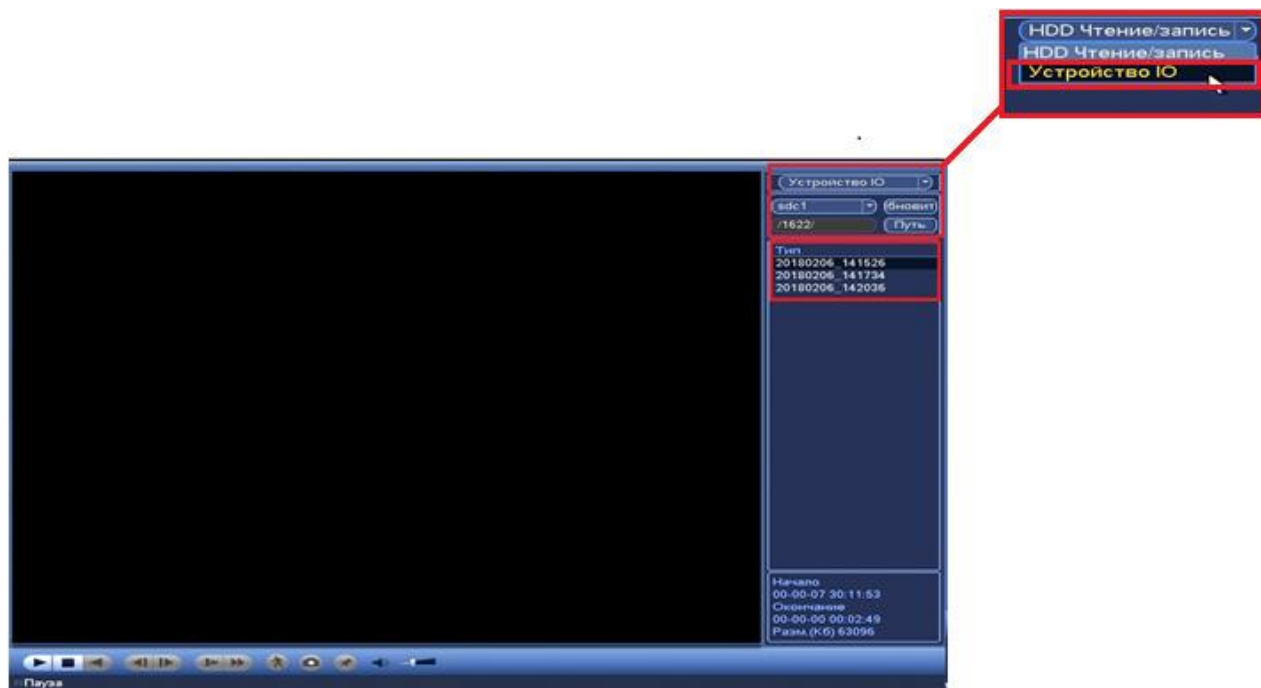 HDD Чтение/запись
HDD Чтение/запись
Устройство IO
Устройство IO
sdc1
бновит
/1622/
Путь
Тип
20180206_141526
20180206_141734
20180206_142036
Начало
00-00-07 30:11:53
Окончание
00-00-00 00:02:49
Разм.(Кб) 63096
Пауза